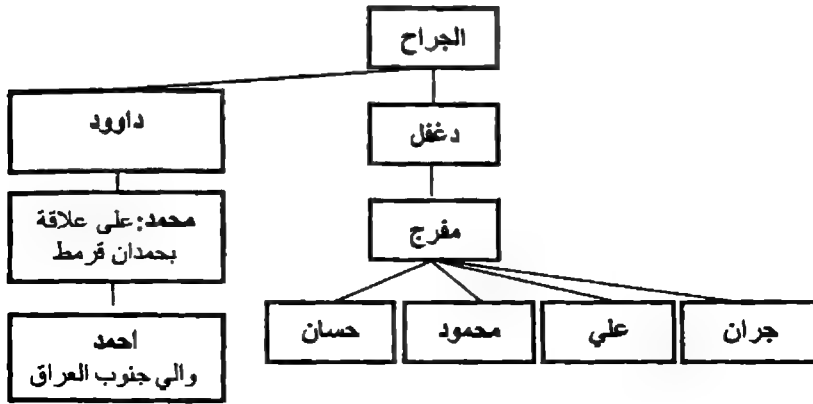 الجراح
داوود
دغفل
محمد: على علاقة
بحمدان قرمط
مفرج
جران
علي
محمود
حسان
احمد
والي جنوب العراق